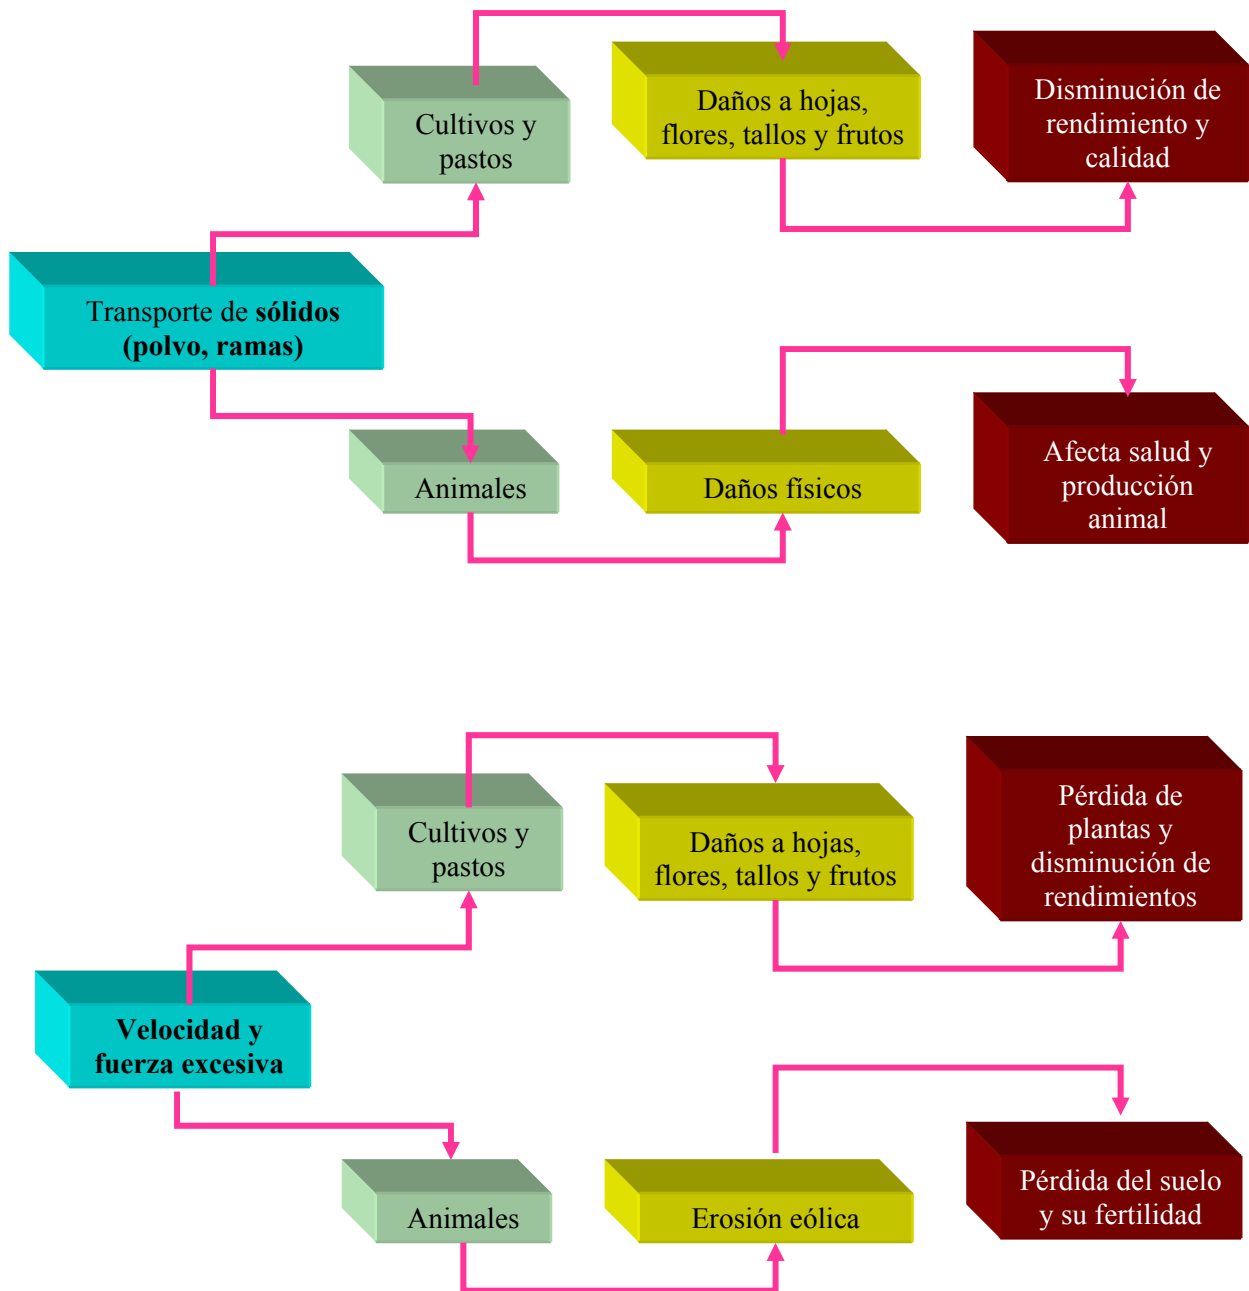 Cultivos y
pastos
Daños a hojas,
flores, tallos y frutos
Disminución de
rendimiento y
calidad
Transporte de sólidos
(polvo, ramas)
Animales
Daños físicos
Afecta salud y
producción
animal
Cultivos y
pastos
Daños a hojas,
flores, tallos y frutos
Pérdida de
plantas y
disminución de
rendimientos
Velocidad y
fuerza excesiva
Animales
Erosión eólica
Pérdida del suelo
y su fertilidad